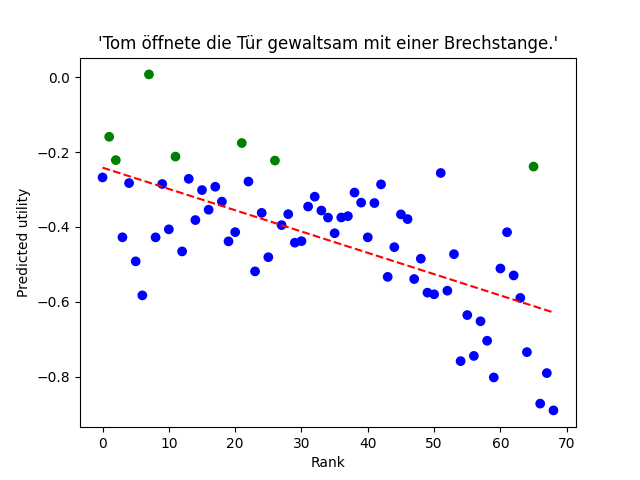 'Tom öffnete die Tür gewaltsam mit einer Brechstange.'
0.0
−0.2
−0.4
−0.6
−0.8
Predicted utility
0 10 20 30 40 50 60 70
Rank